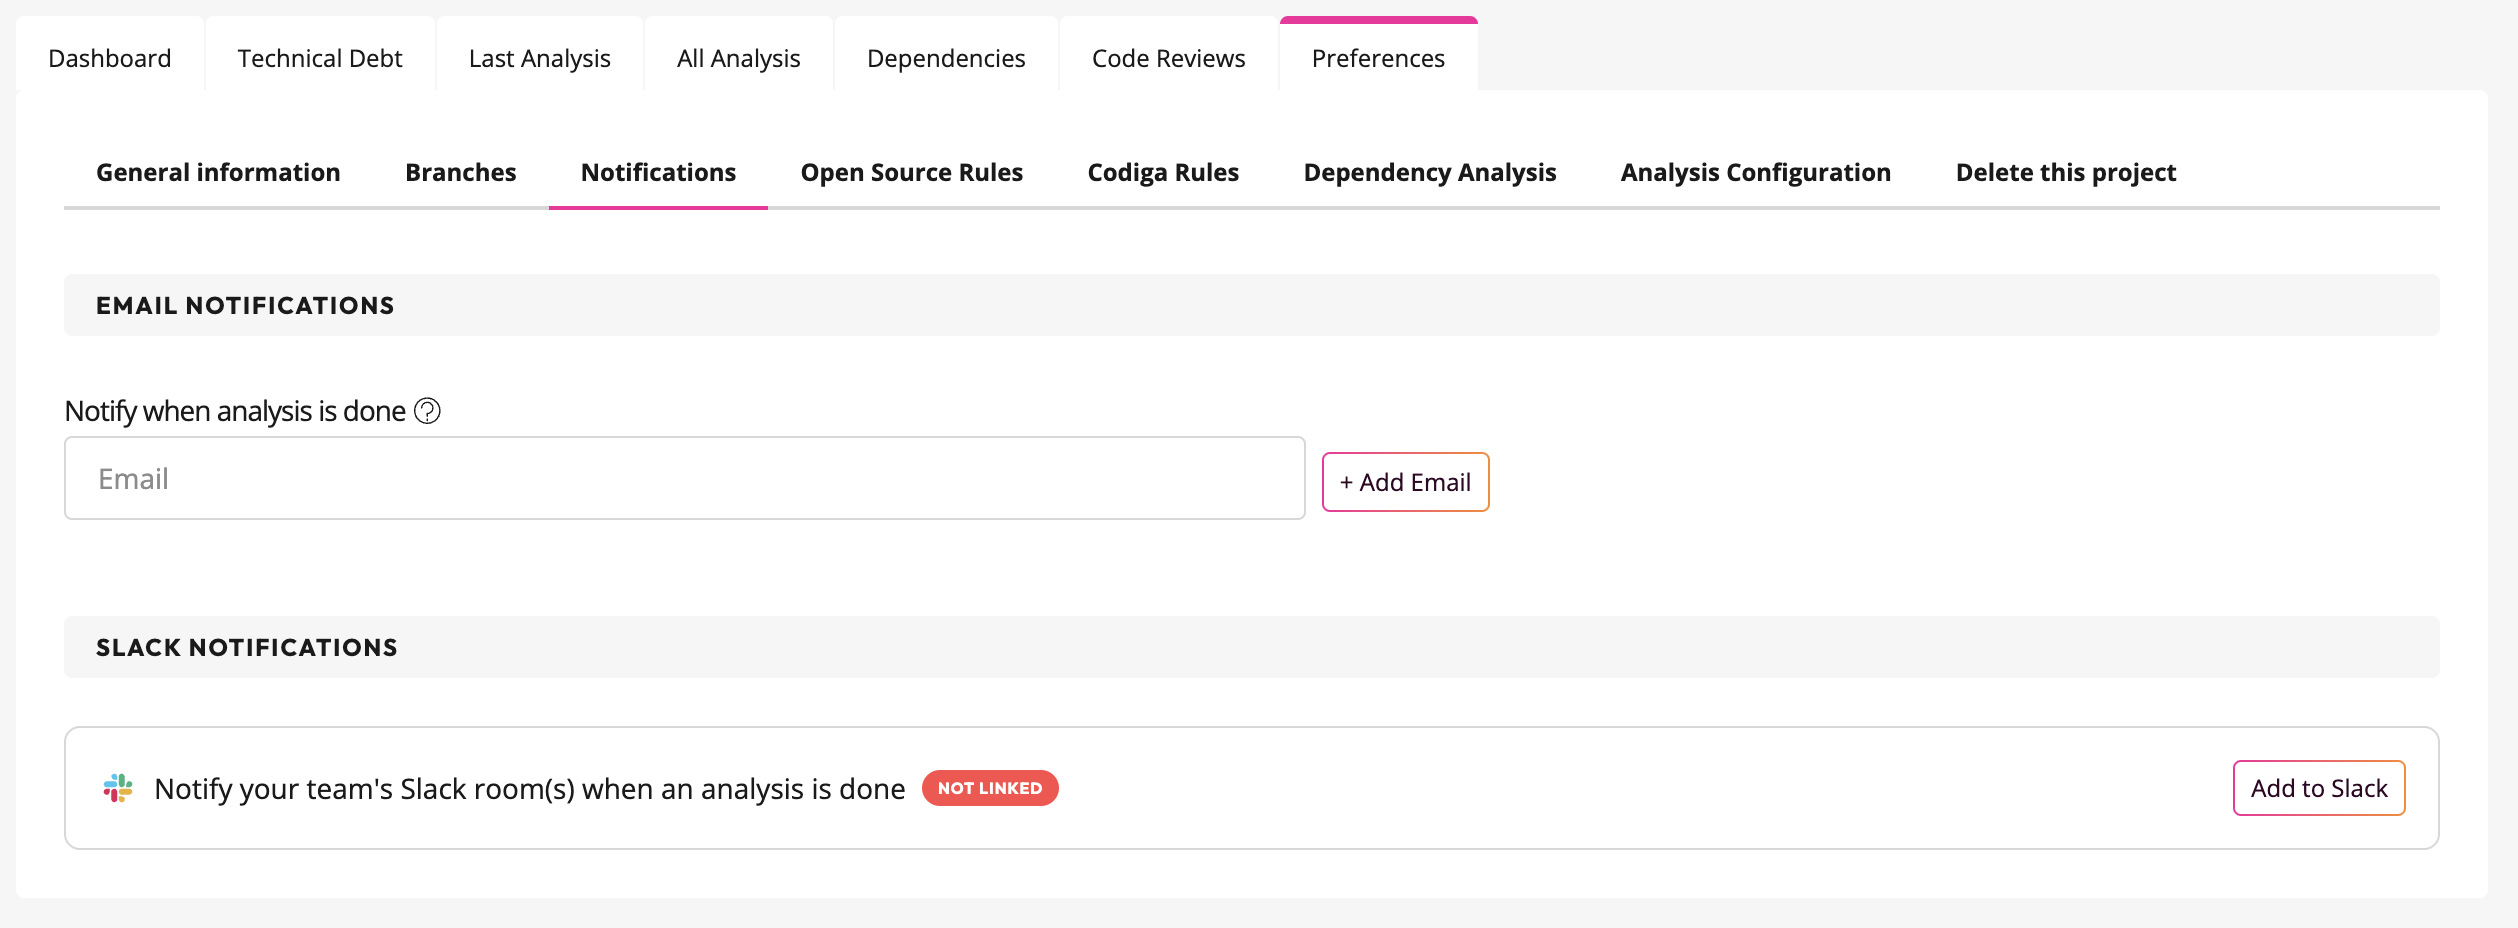 Dashboard Technical Debt Last Analysis All Analysis Dependencies Code Reviews Preferences
General information Branches Notifications Open Source Rules Codiga Rules Dependency Analysis Analysis Configuration Delete this project
EMAIL NOTIFICATIONS
Notify when analysis is done ?
Email + Add Email
SLACK NOTIFICATIONS
Notify your team's Slack room(s) when an analysis is done NOT LINKED Add to Slack